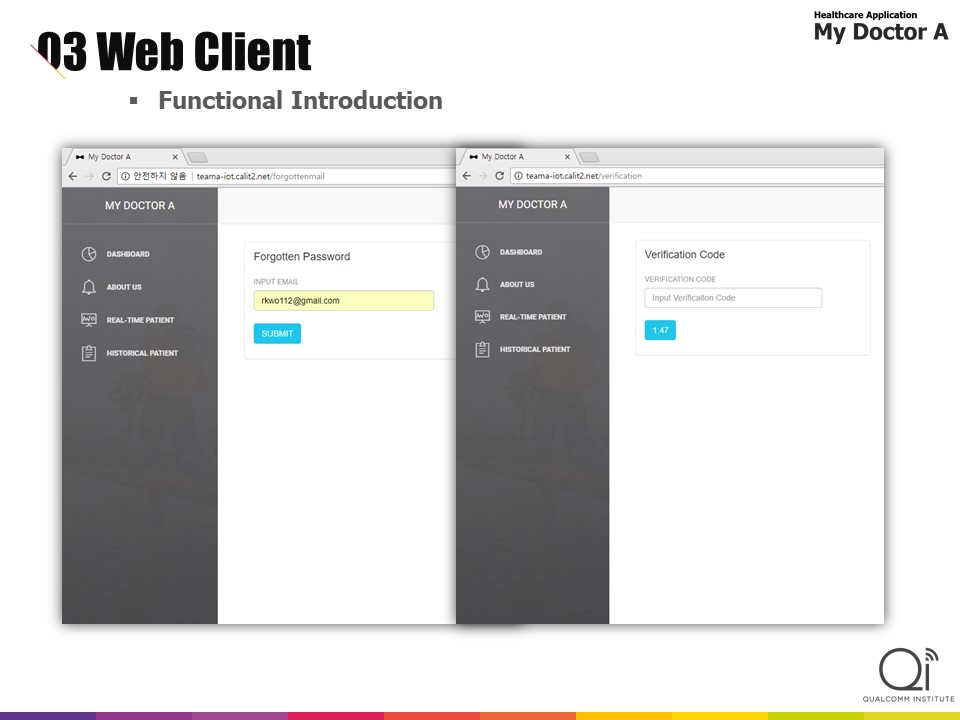 Healthcare Application
My Doctor A
03 Web Client
▪ Functional Introduction
My Doctor A
안전하지 않음 | teama-iot.calit2.net/forgottenmail
MY DOCTOR A
DASHBOARD
ABOUT US
REAL-TIME PATIENT
HISTORICAL PATIENT
Forgotten Password
INPUT EMAIL
rkwo112@gmail.com
SUBMIT
My Doctor A
teama-iot.calit2.net/verification
MY DOCTOR A
DASHBOARD
ABOUT US
REAL-TIME PATIENT
HISTORICAL PATIENT
Verification Code
VERIFICATION CODE
Input Verification Code
1:47
Qi
QUALCOMM INSTITUTE